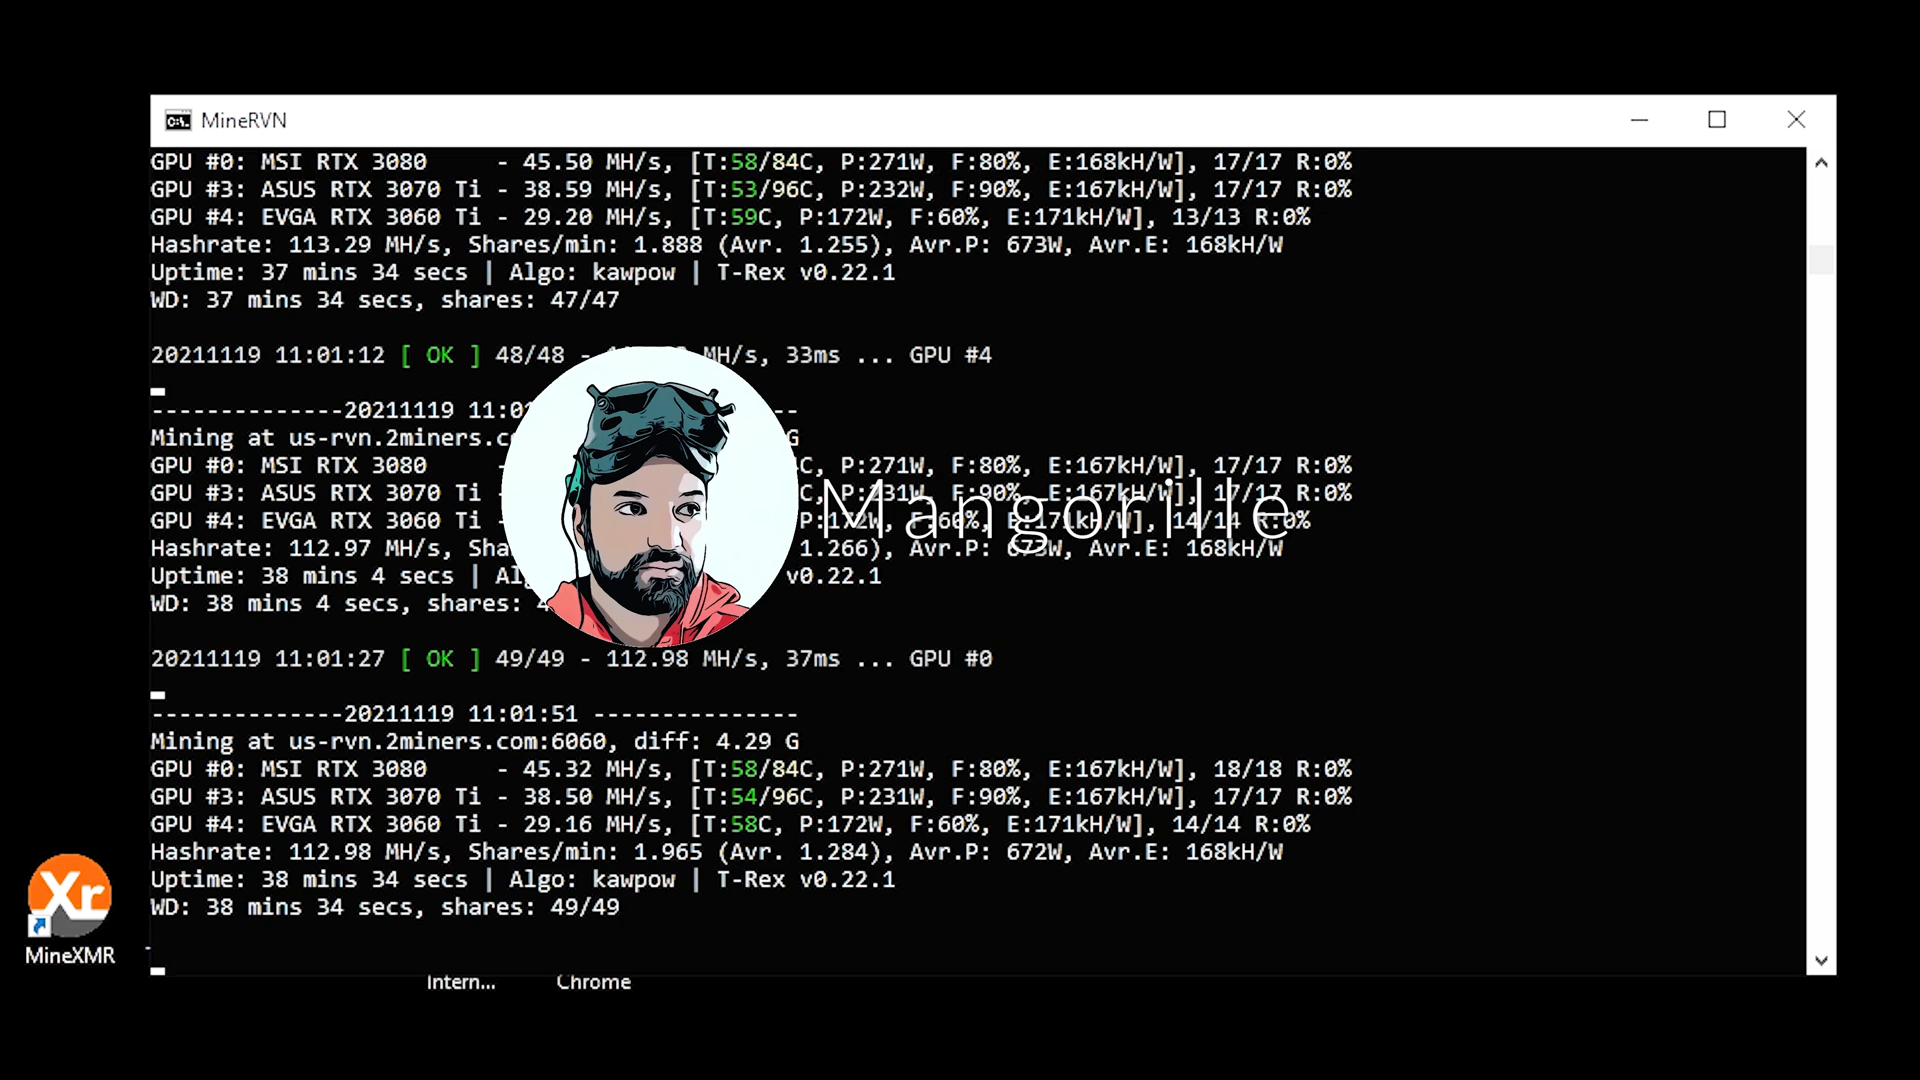 MineRVN
GPU #0: MSI RTX 3080     - 45.50 MH/s, [T:58/84C, P:271W, F:80%, E:168kH/W], 17/17 R:0%
GPU #3: ASUS RTX 3070 Ti - 38.59 MH/s, [T:53/96C, P:232W, F:90%, E:167kH/W], 17/17 R:0%
GPU #4: EVGA RTX 3060 Ti - 29.20 MH/s, [T:59C, P:172W, F:60%, E:171kH/W], 13/13 R:0%
Hashrate: 113.29 MH/s, Shares/min: 1.888 (Avr. 1.255), Avr.P: 673W, Avr.E: 168kH/W
Uptime: 37 mins 34 secs | Algo: kawpow | T-Rex v0.22.1
WD: 37 mins 34 secs, shares: 47/47
20211119 11:01:12 [ OK ] 48/48 - MH/s, 33ms ... GPU #4
--------------20211119 11:0 --
Mining at us-rvn.2miners. G
GPU #0: MSI RTX 3080     - C, P:271W, F:80%, E:167kH/W], 17/17 R:0%
GPU #3: ASUS RTX 3070 Ti - C, P:231W, F:90%, E:167kH/W], 17/17 R:0%
GPU #4: EVGA RTX 3060 Ti - P:172W, F:60%, E:171kH/W], 14/14 R:0%
Mangorille
Hashrate: 112.97 MH/s, 1.266), Avr.P: 673W, Avr.E: 168kH/W
Uptime: 38 mins 4 secs | v0.22.1
WD: 38 mins 4 secs, shares:
20211119 11:01:27 [ OK ] 49/49 - 112.98 MH/s, 37ms ... GPU #0
--------------20211119 11:01:51 ---------------
Mining at us-rvn.2miners.com:6060, diff: 4.29 G
GPU #0: MSI RTX 3080     - 45.32 MH/s, [T:58/84C, P:271W, F:80%, E:167kH/W], 18/18 R:0%
GPU #3: ASUS RTX 3070 Ti - 38.50 MH/s, [T:54/96C, P:231W, F:90%, E:167kH/W], 17/17 R:0%
GPU #4: EVGA RTX 3060 Ti - 29.16 MH/s, [T:58C, P:172W, F:60%, E:171kH/W], 14/14 R:0%
Hashrate: 112.98 MH/s, Shares/min: 1.965 (Avr. 1.284), Avr.P: 672W, Avr.E: 168kH/W
Uptime: 38 mins 34 secs | Algo: kawpow | T-Rex v0.22.1
WD: 38 mins 34 secs, shares: 49/49
Xr
MineXMR
Intern...
Chrome